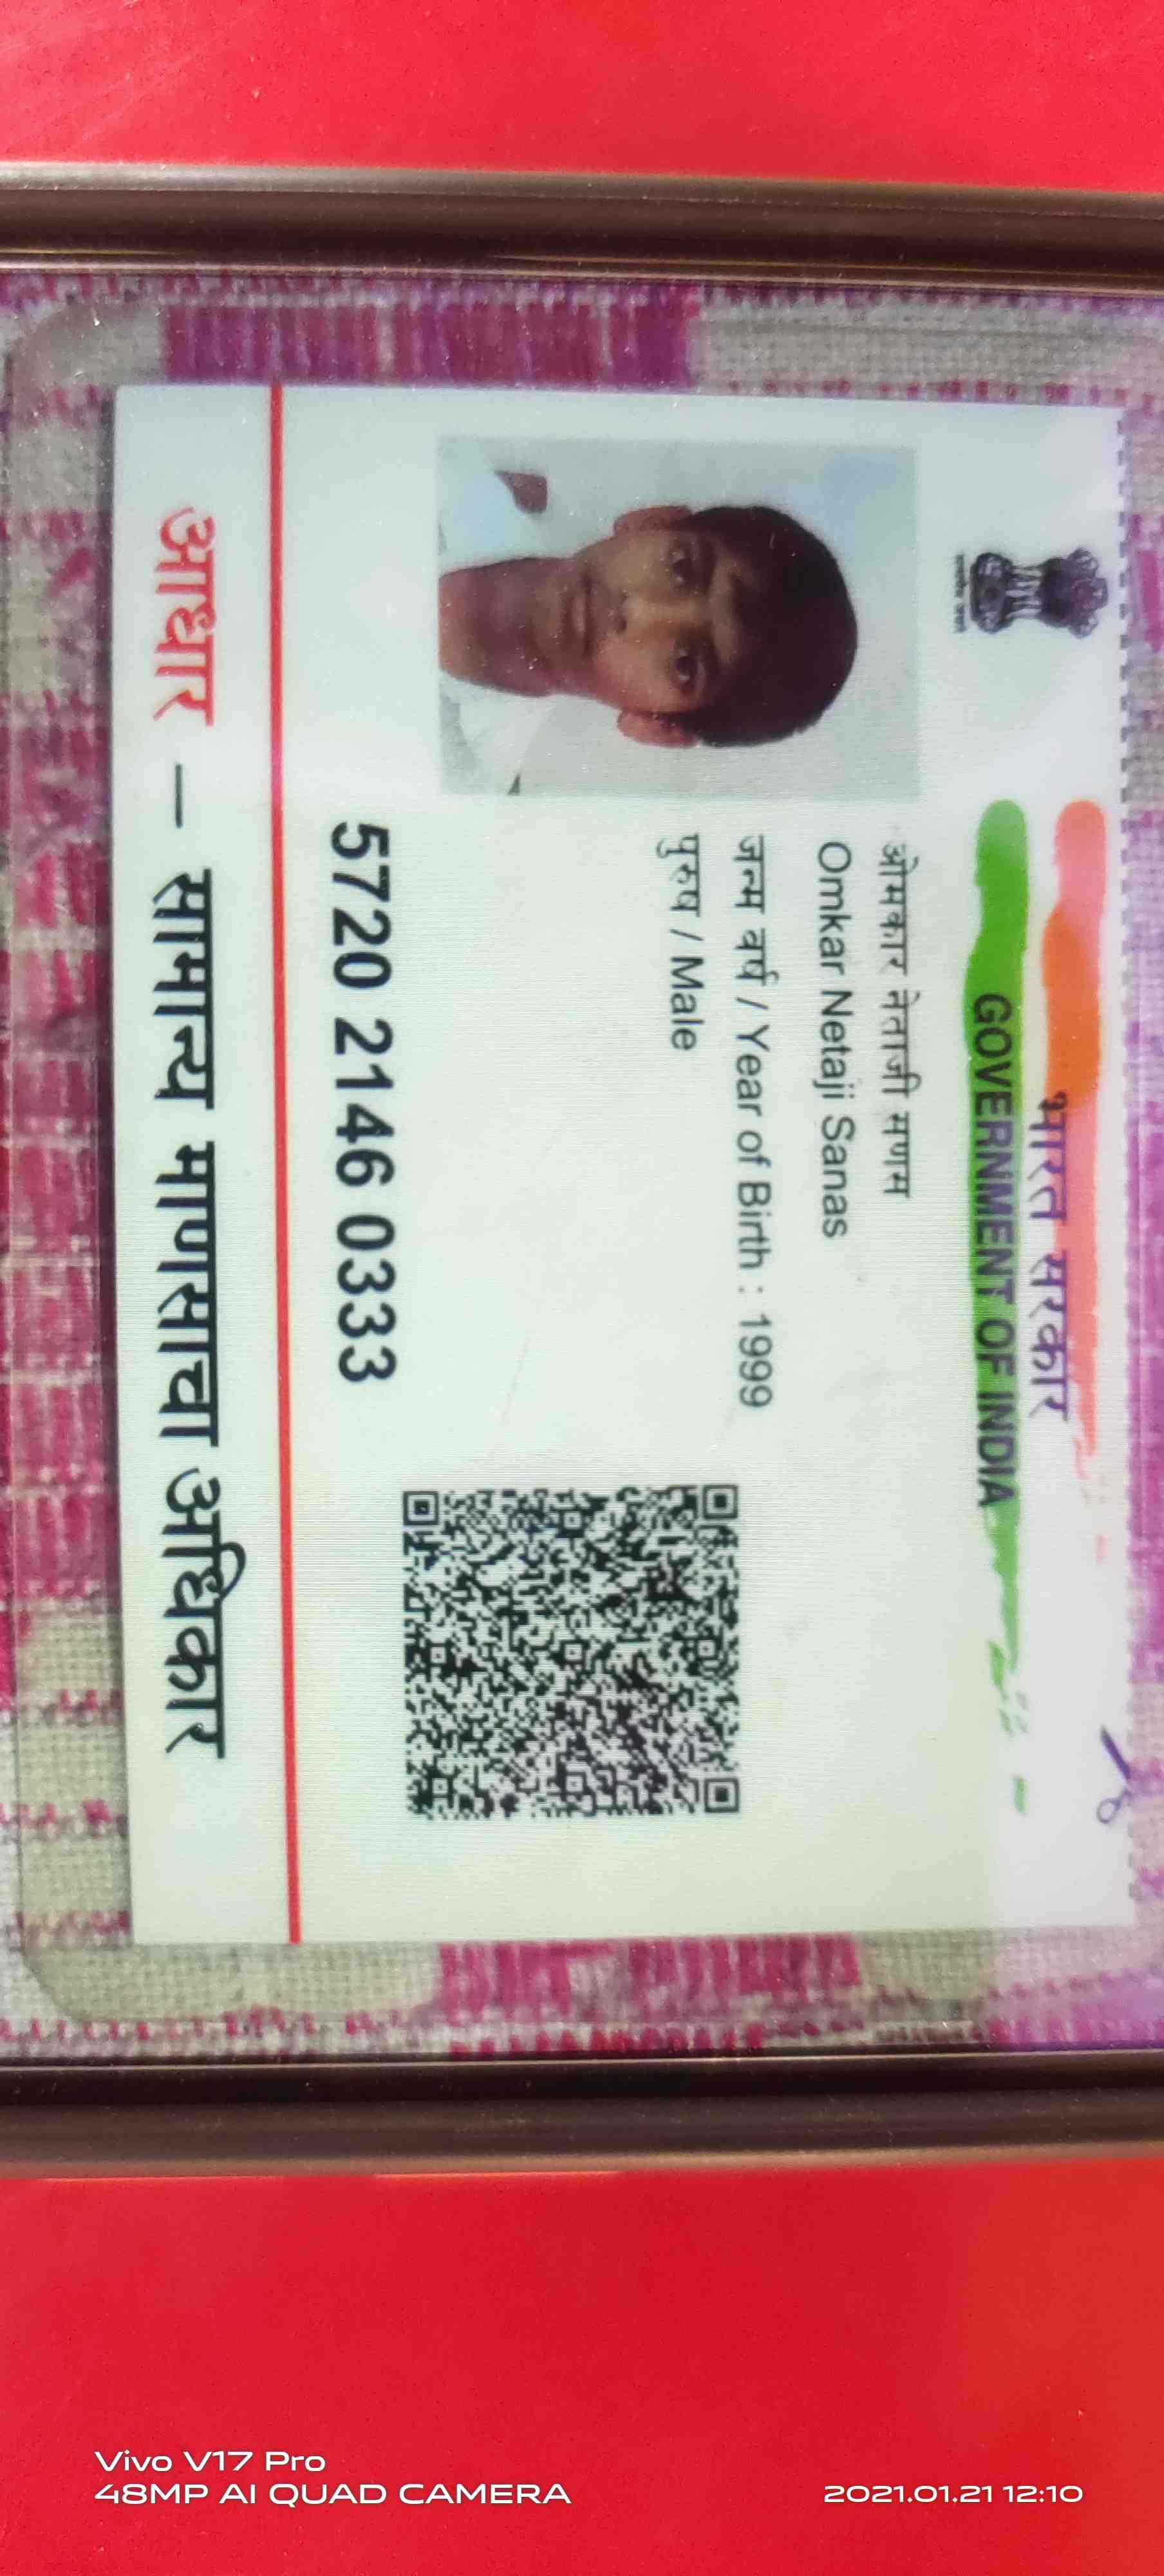 भारत सरकार
GOVERNMENT OF INDIA
ओमकार नेताजी सणस
Omkar Netaji Sanas
जन्म वर्ष / Year of Birth : 1999
पुरुष / Male
5720 2146 0333
आधार – सामान्य माणसाचा अधिकार
Vivo V17 Pro
48MP AI QUAD CAMERA
2021.01.21 12:10